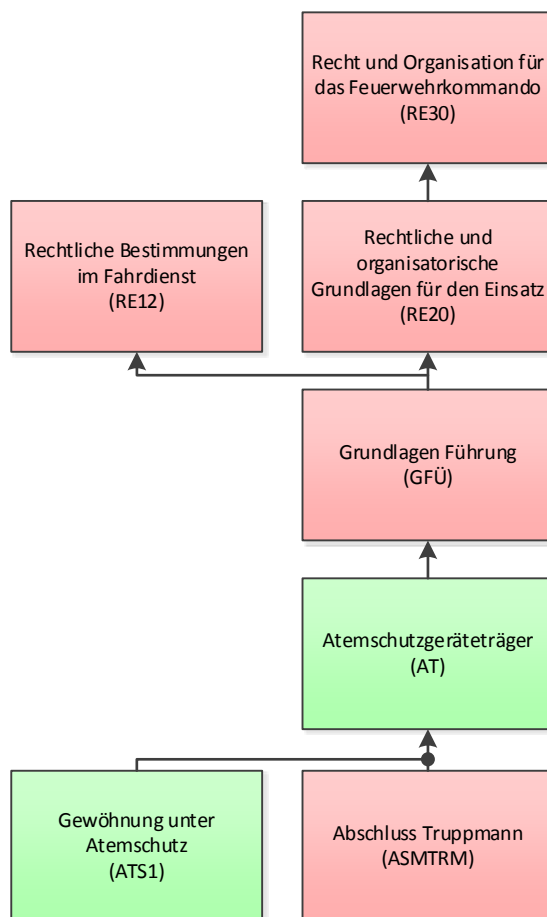 Recht und Organisation für
das Feuerwehrkommando
(RE30)
Rechtliche Bestimmungen
im Fahrdienst
(RE12)
Rechtliche und
organisatorische
Grundlagen für den Einsatz
(RE20)
Grundlagen Führung
(GFÜ)
Atemschutzgeräteträger
(AT)
Gewöhnung unter
Atemschutz
(ATS1)
Abschluss Truppmann
(ASMTRM)